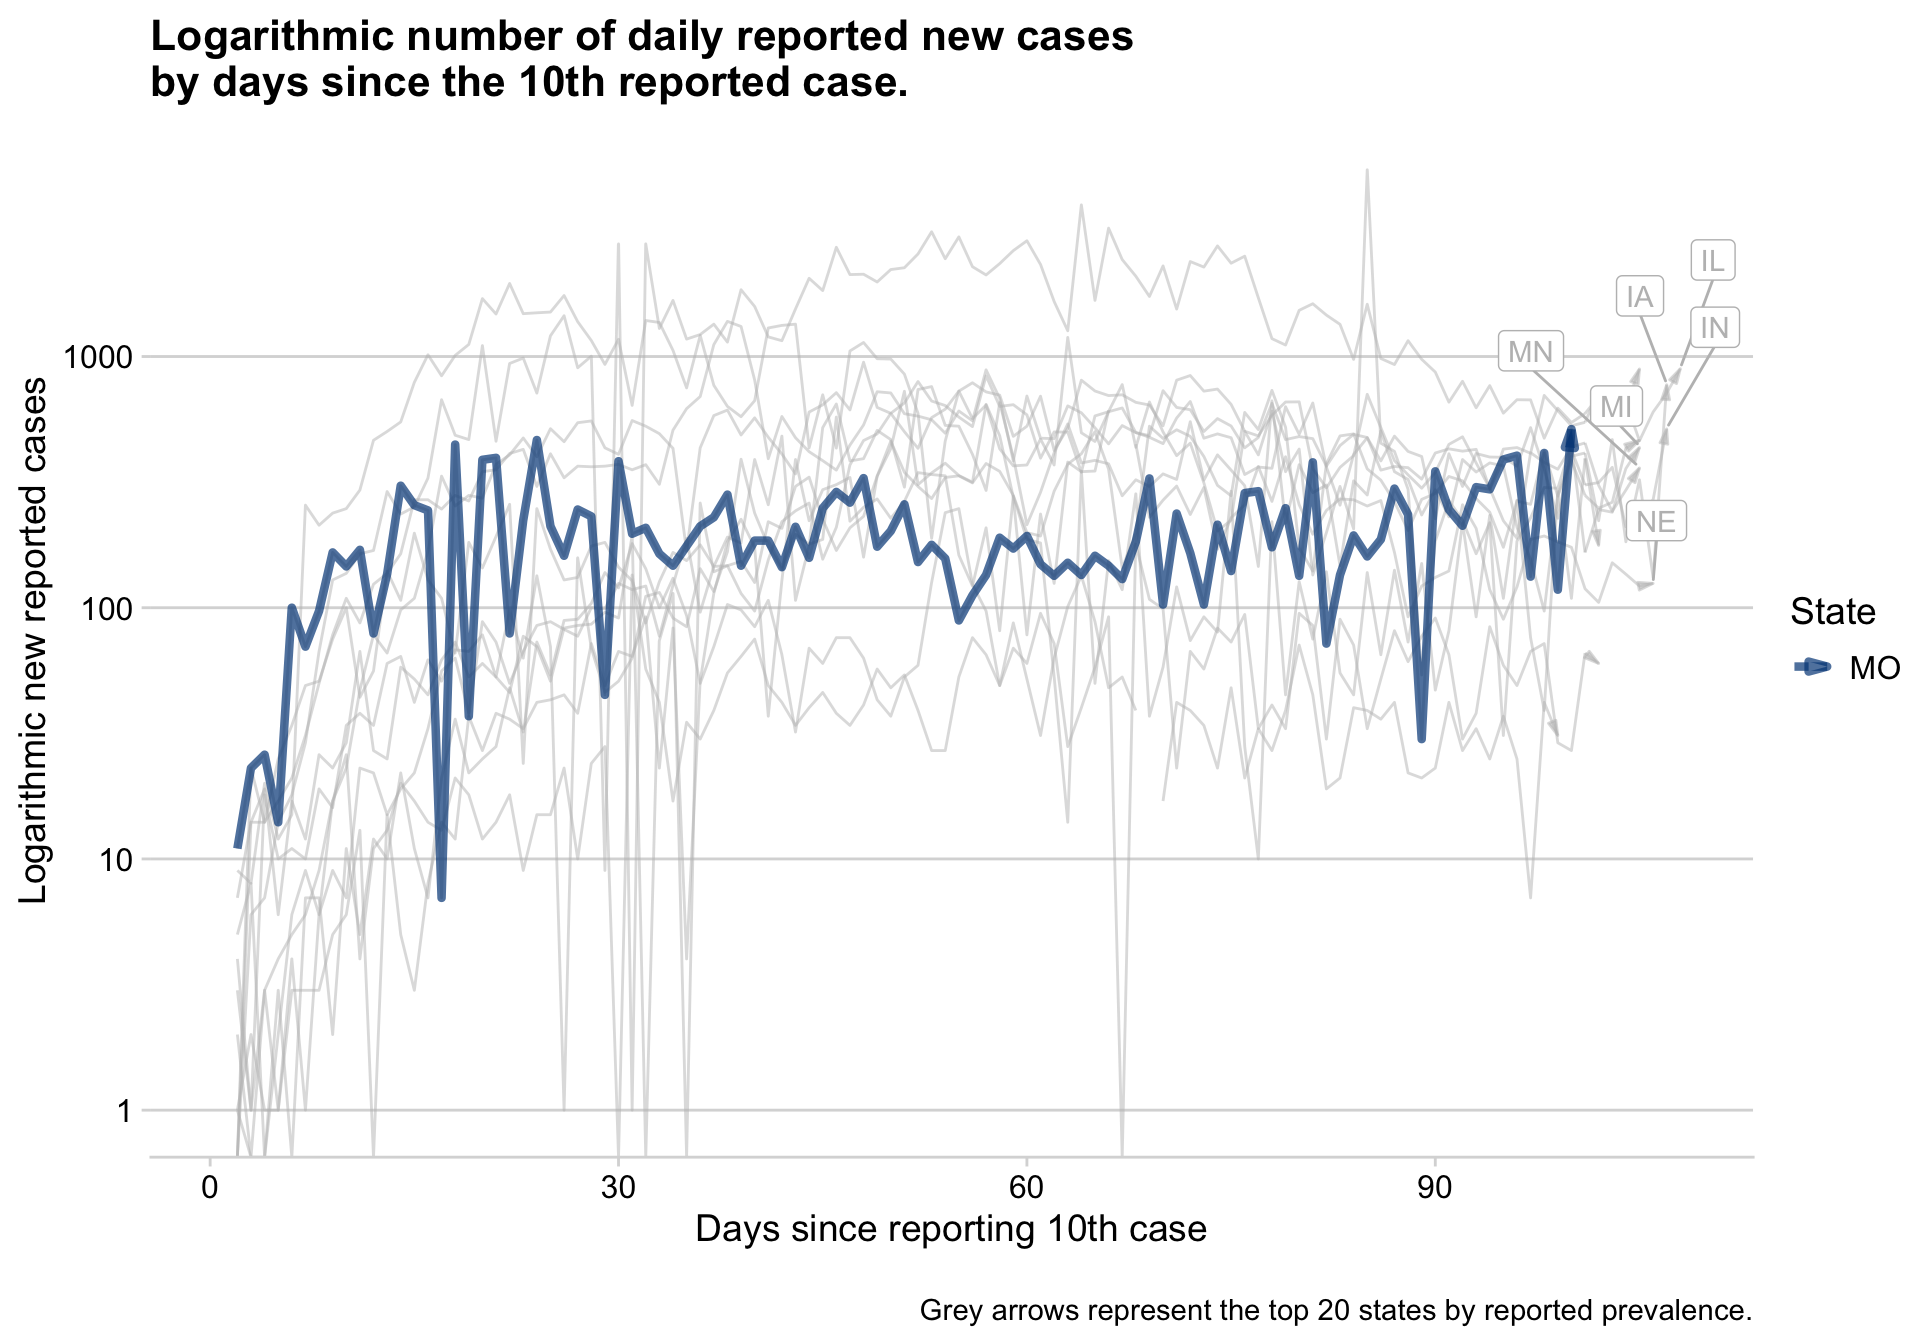 Logarithmic number of daily reported new cases
by days since the 10th reported case.
Logarithmic new reported cases
1000
100
10
1
IL
IA
IN
MN
MI
NE
State
MO
0
30
60
90
Days since reporting 10th case
Grey arrows represent the top 20 states by reported prevalence.